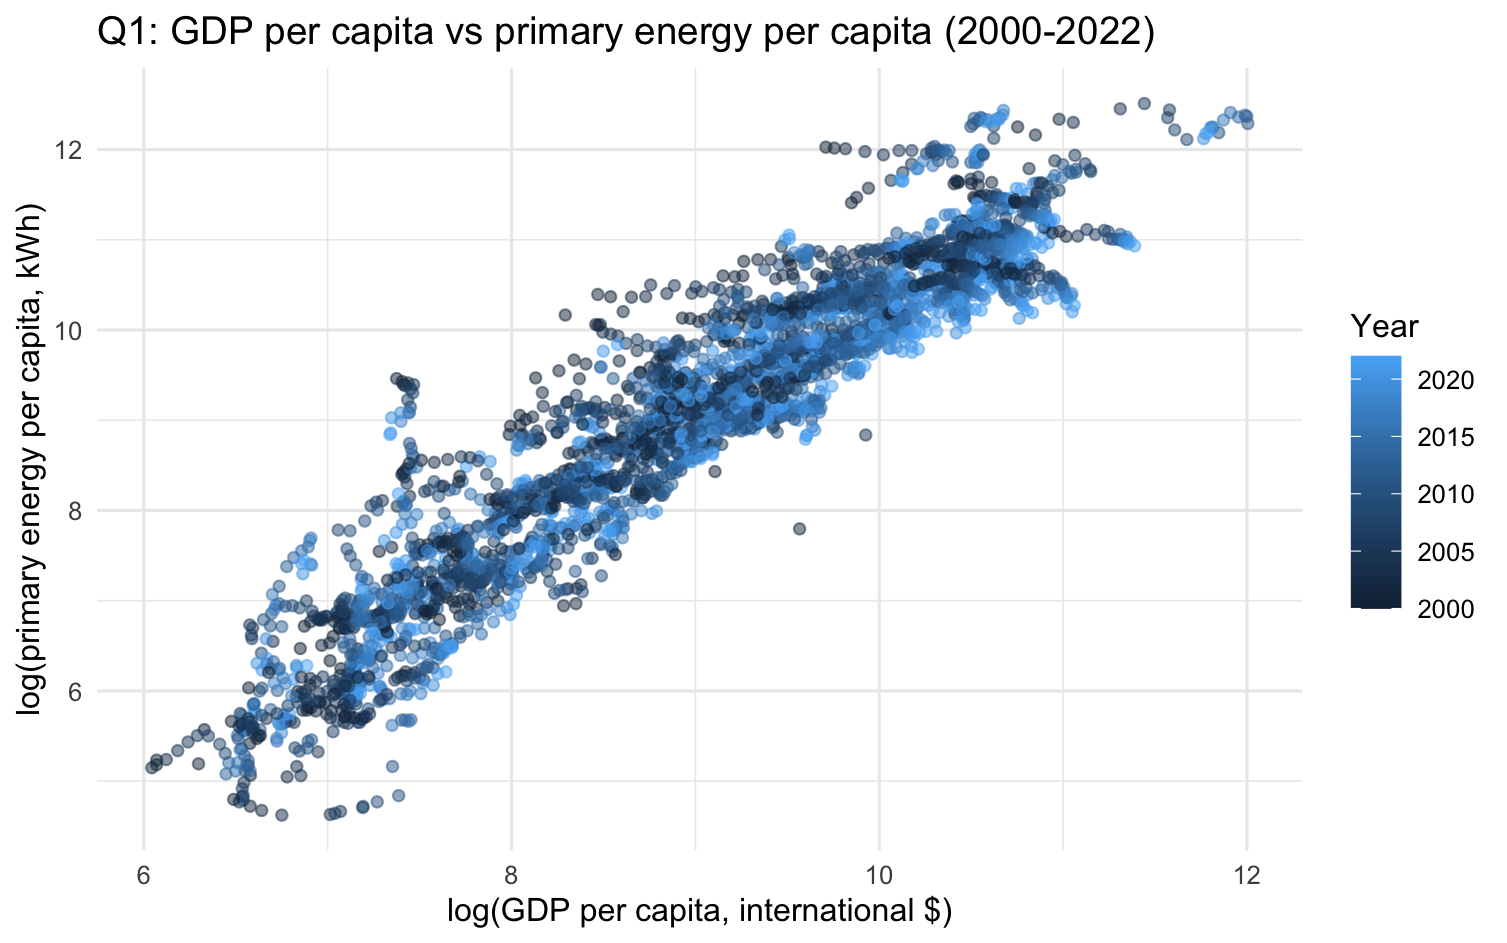 Q1: GDP per capita vs primary energy per capita (2000-2022)
log(primary energy per capita, kWh)
12
10
8
6
6 8 10 12
log(GDP per capita, international $)
Year
2020
2015
2010
2005
2000